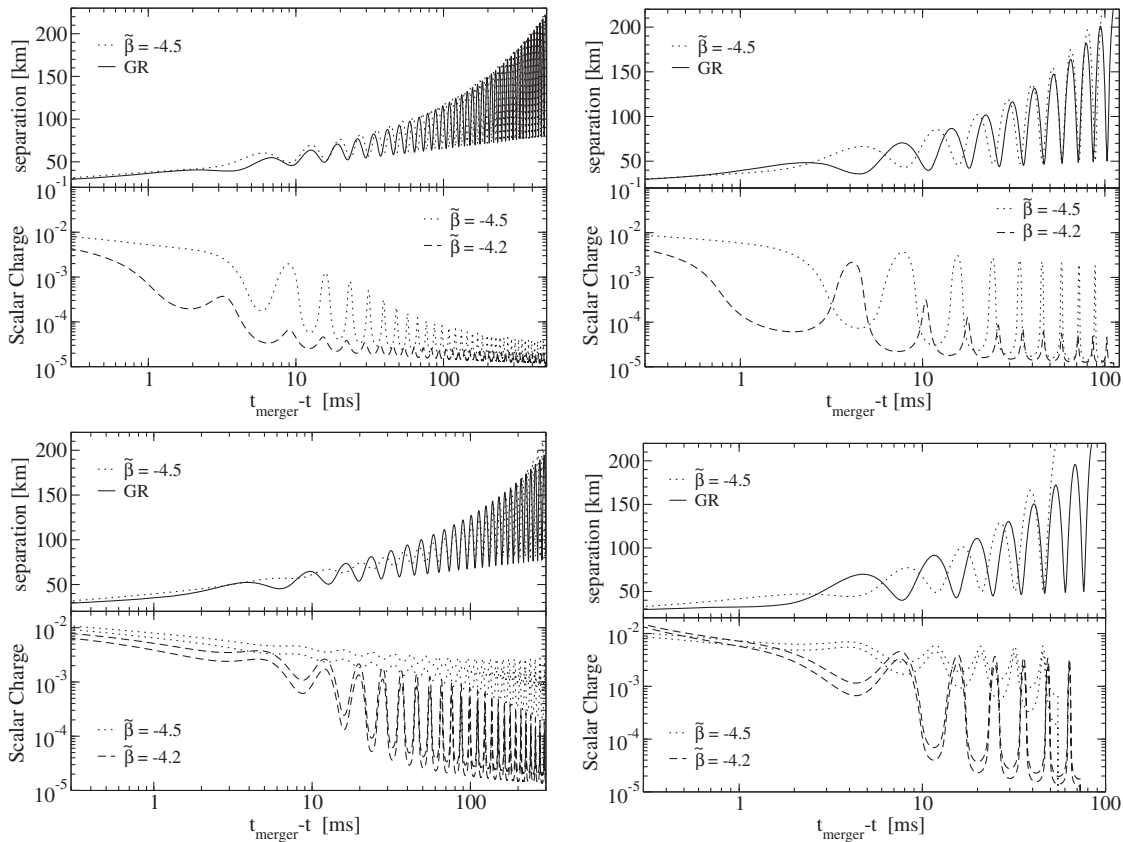 separation [km]
200
150
100
50
β̃ = -4.5
GR
Scalar Charge
10⁻¹
10⁻²
10⁻³
10⁻⁴
10⁻⁵
β̃ = -4.5
β̃ = -4.2
1 10 100
t_merger-t [ms]
separation [km]
200
150
100
50
β̃ = -4.5
GR
Scalar Charge
10⁻¹
10⁻²
10⁻³
10⁻⁴
10⁻⁵
β̃ = -4.5
β̃ = -4.2
1 10 100
t_merger-t [ms]
separation [km]
200
150
100
50
β̃ = -4.5
GR
Scalar Charge
10⁻²
10⁻³
10⁻⁴
10⁻⁵
β̃ = -4.5
β̃ = -4.2
1 10 100
t_merger-t [ms]
separation [km]
200
150
100
50
β̃ = -4.5
GR
Scalar Charge
10⁻²
10⁻³
10⁻⁴
10⁻⁵
β̃ = -4.5
β̃ = -4.2
1 10 100
t_merger-t [ms]